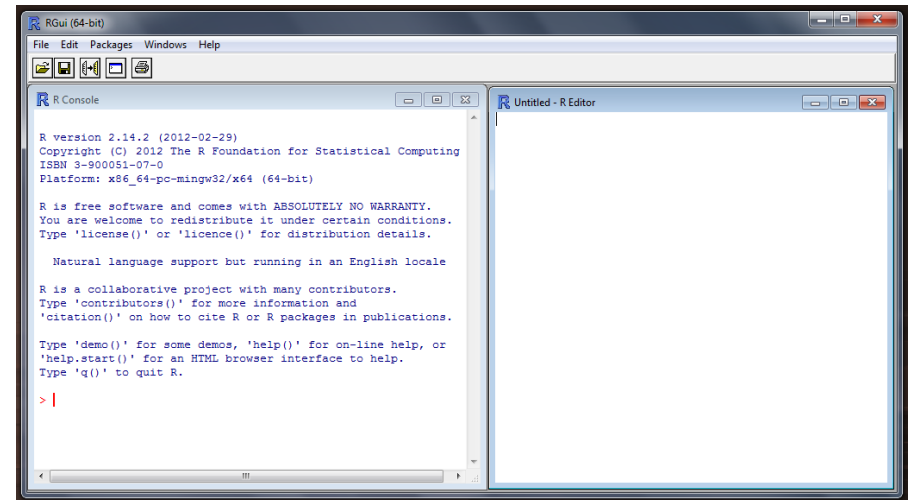 RGui (64-bit)
File Edit Packages Windows Help
R Console
R version 2.14.2 (2012-02-29)
Copyright (C) 2012 The R Foundation for Statistical Computing
ISBN 3-900051-07-0
Platform: x86_64-pc-mingw32/x64 (64-bit)
R is free software and comes with ABSOLUTELY NO WARRANTY.
You are welcome to redistribute it under certain conditions.
Type 'license()' or 'licence()' for distribution details.
Natural language support but running in an English locale
R is a collaborative project with many contributors.
Type 'contributors()' for more information and
'citation()' on how to cite R or R packages in publications.
Type 'demo()' for some demos, 'help()' for on-line help, or
'help.start()' for an HTML browser interface to help.
Type 'q()' to quit R.
>
Untitled - R Editor